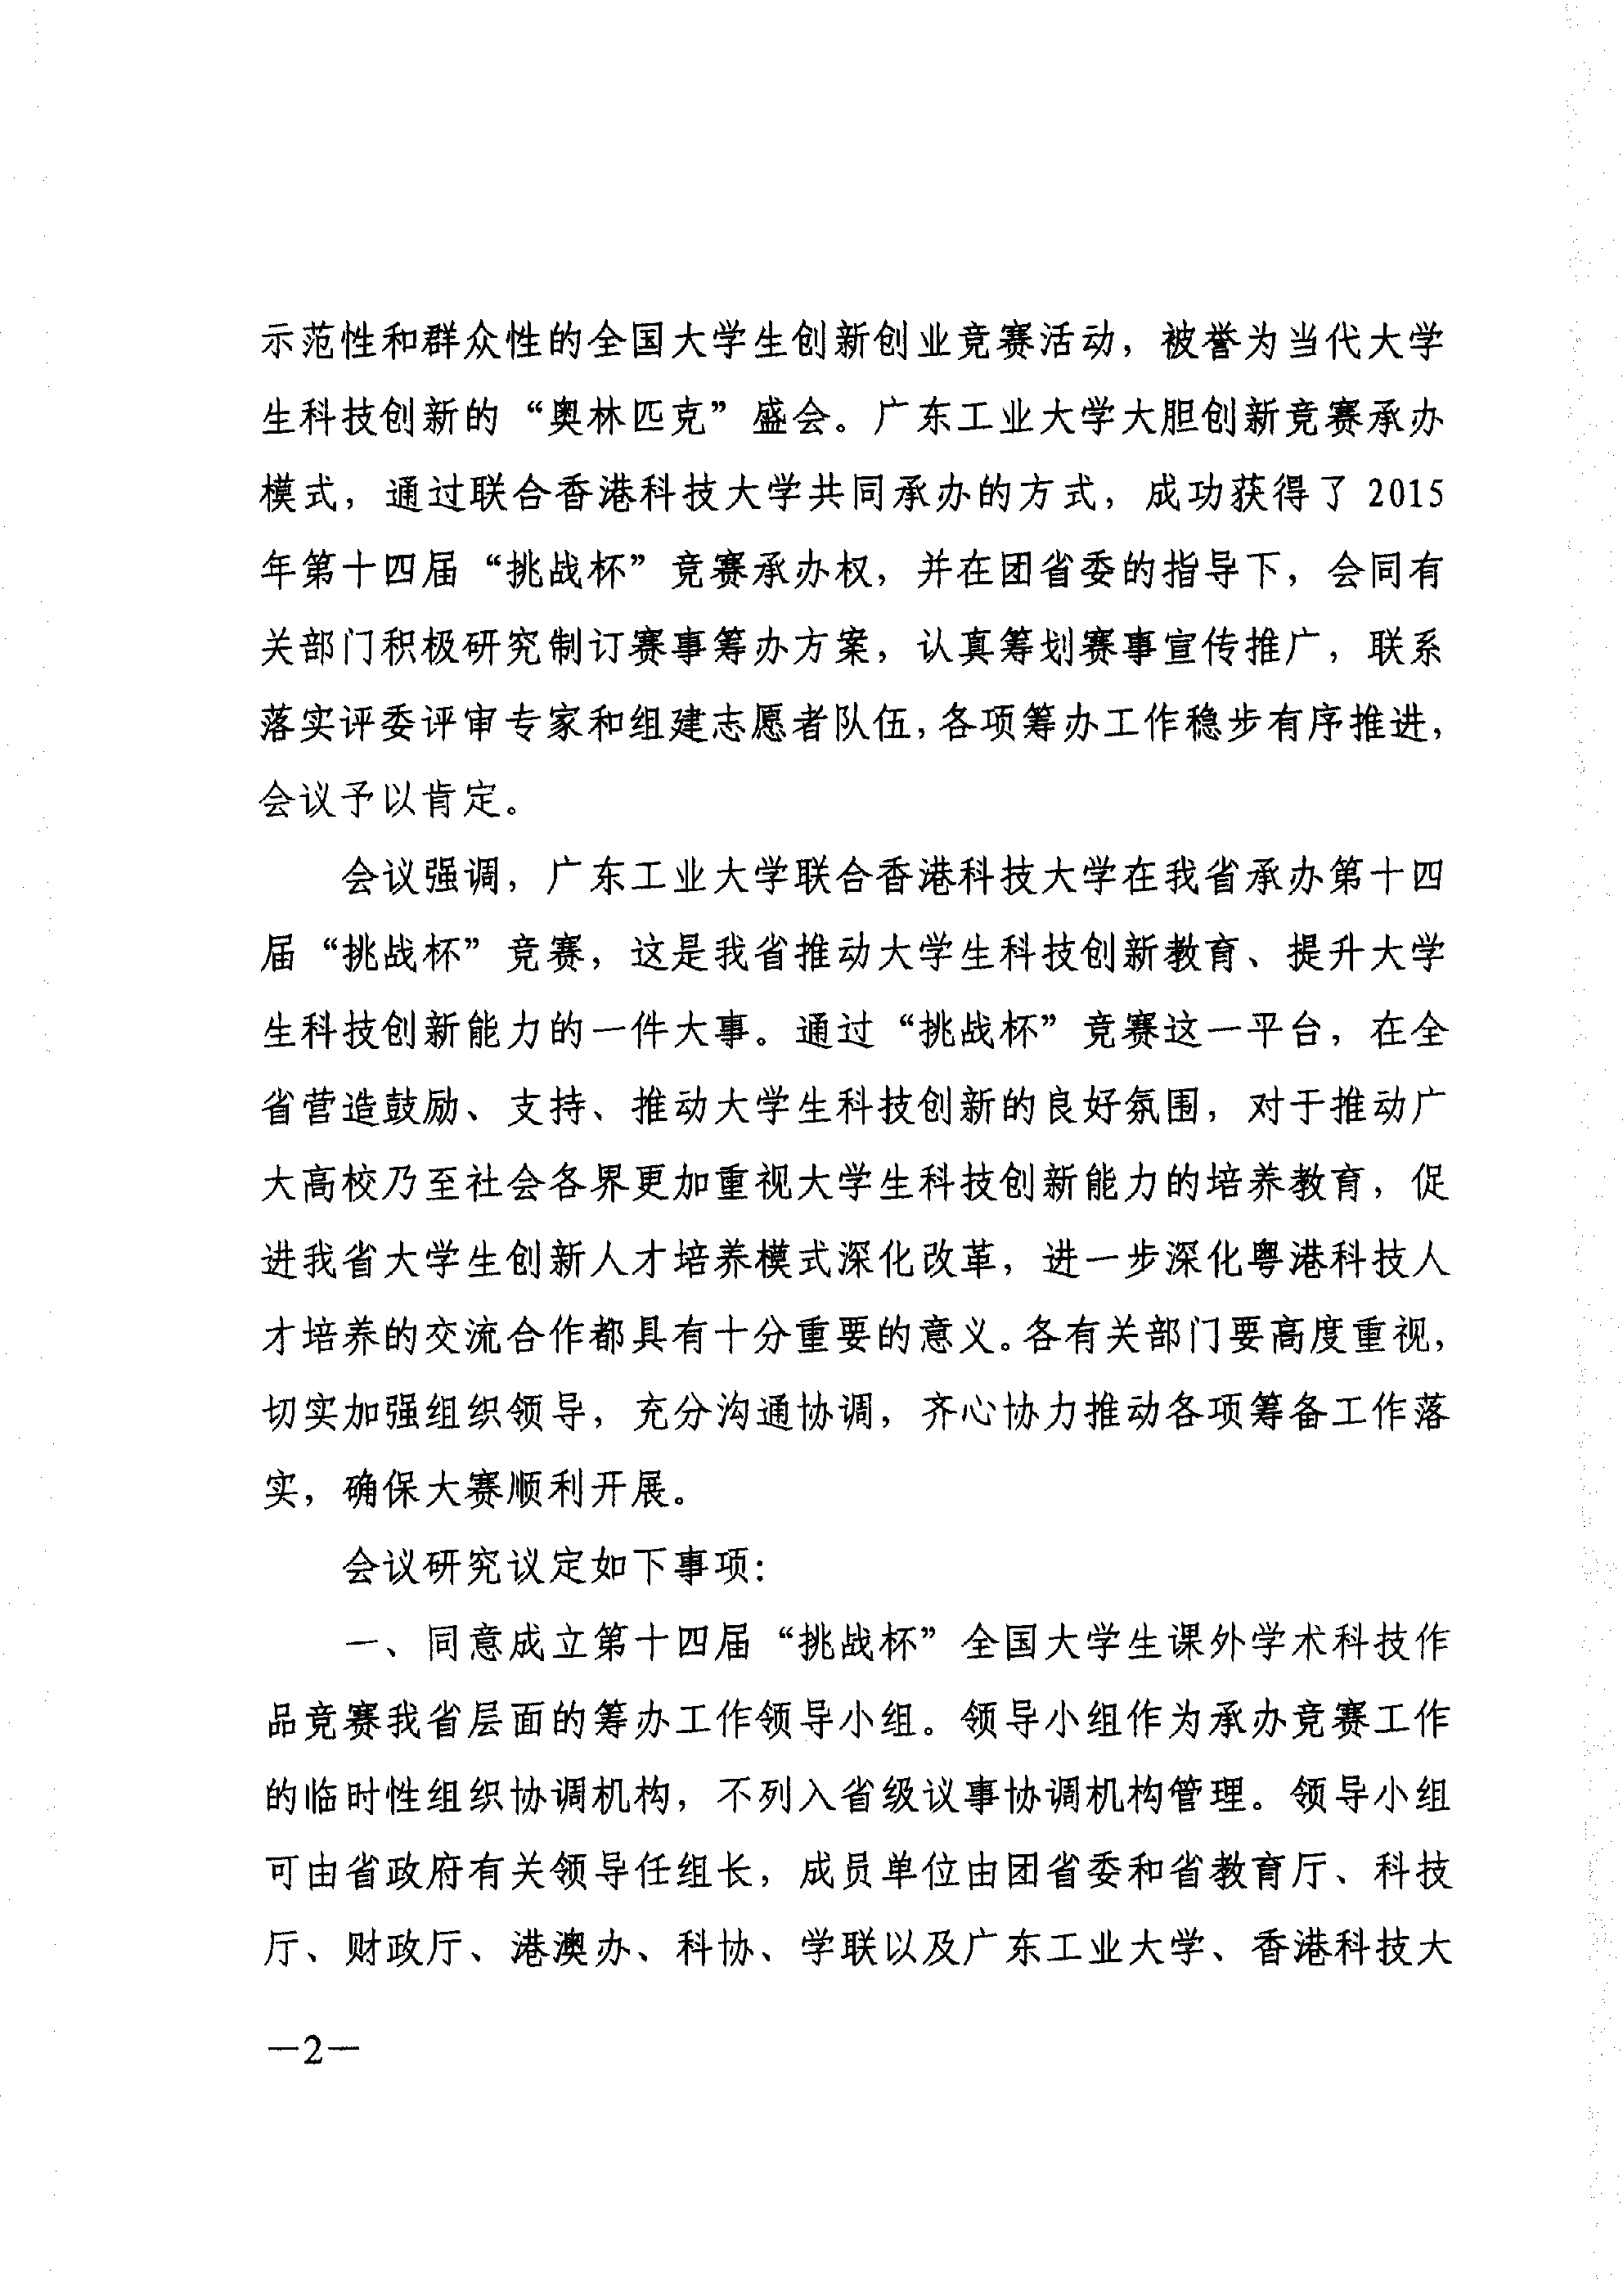 示范性和群众性的全国大学生创新创业竞赛活动，被誉为当代大学
生科技创新的“奥林匹克”盛会。广东工业大学大胆创新竞赛承办
模式，通过联合香港科技大学共同承办的方式，成功获得了 2015
年第十四届“挑战杯”竞赛承办权，并在团省委的指导下，会同有
关部门积极研究制订赛事筹办方案，认真筹划赛事宣传推广，联系
落实评委评审专家和组建志愿者队伍，各项筹办工作稳步有序推进，
会议予以肯定。
会议强调，广东工业大学联合香港科技大学在我省承办第十四
届“挑战杯”竞赛，这是我省推动大学生科技创新教育、提升大学
生科技创新能力的一件大事。通过“挑战杯”竞赛这一平台，在全
省营造鼓励、支持、推动大学生科技创新的良好氛围，对于推动广
大高校乃至社会各界更加重视大学生科技创新能力的培养教育，促
进我省大学生创新人才培养模式深化改革，进一步深化粤港科技人
才培养的交流合作都具有十分重要的意义。各有关部门要高度重视，
切实加强组织领导，充分沟通协调，齐心协力推动各项筹备工作落
实，确保大赛顺利开展。
会议研究议定如下事项：
一、同意成立第十四届“挑战杯”全国大学生课外学术科技作
品竞赛我省层面的筹办工作领导小组。领导小组作为承办竞赛工作
的临时性组织协调机构，不列入省级议事协调机构管理。领导小组
可由省政府有关领导任组长，成员单位由团省委和省教育厅、科技
厅、财政厅、港澳办、科协、学联以及广东工业大学、香港科技大
—2—